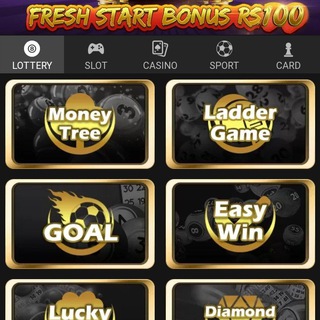 FRESH START BONUS RS100
LOTTERY SLOT CASINO SPORT CARD
Money
Tree
Ladder
Game
GOAL
Easy
Win
Lucky
Diamond